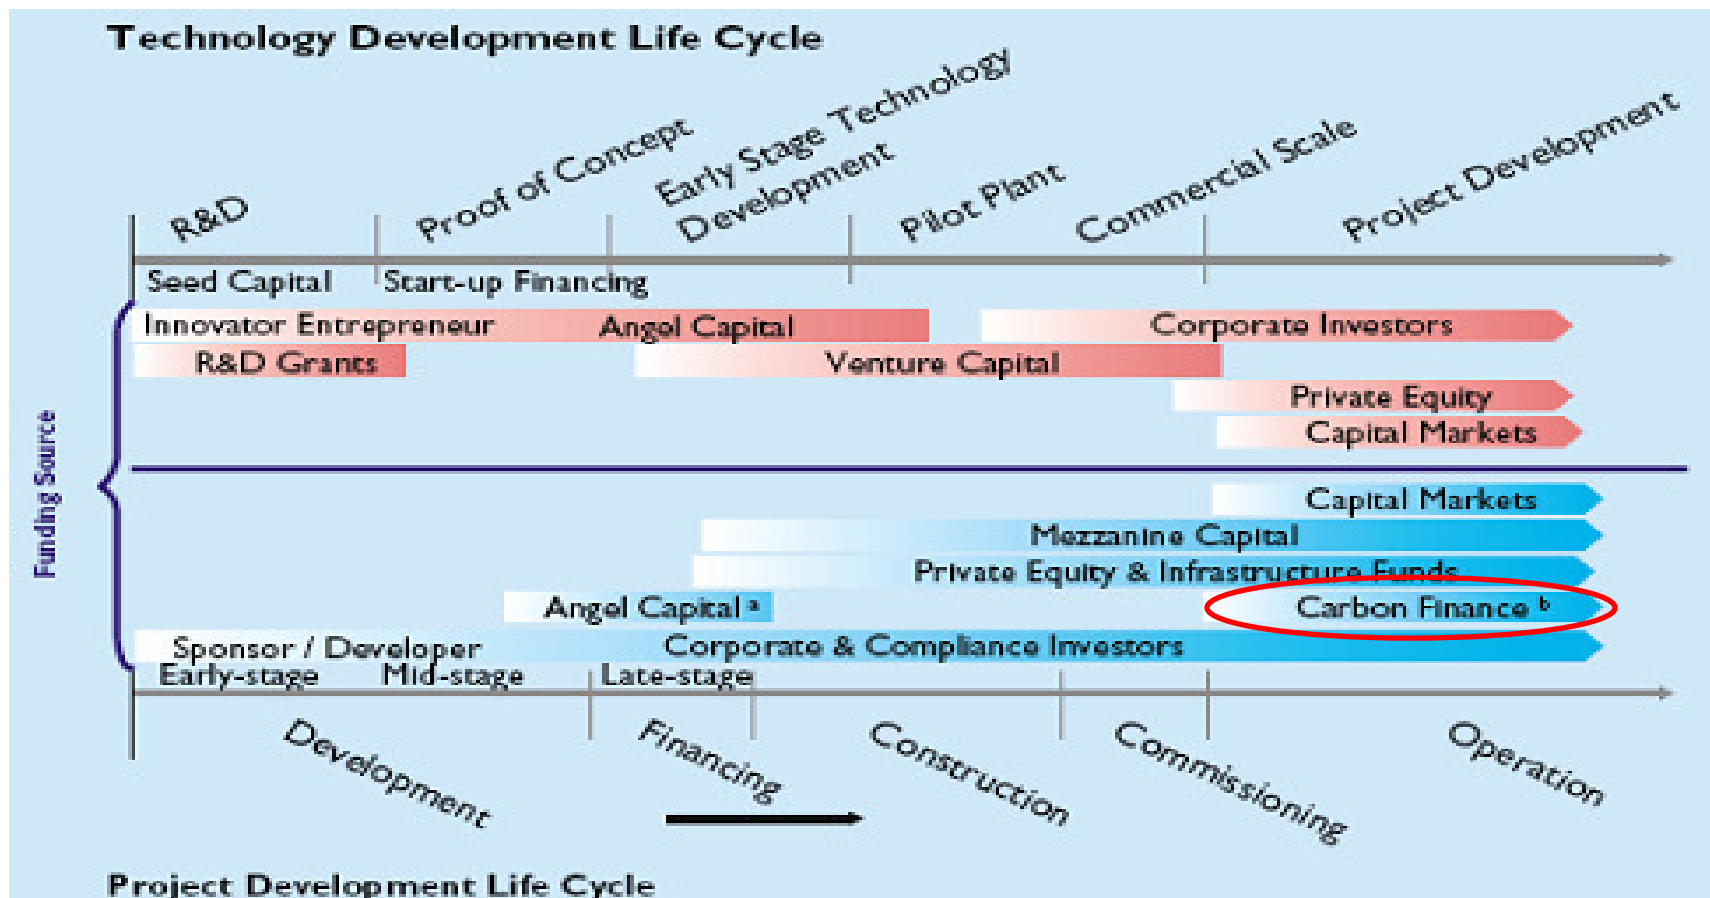 Technology Development Life Cycle
R&D
Proof of Concept
Early Stage Technology
Development
Pilot Plant
Commercial Scale
Project Development
Seed Capital
Start-up Financing
Innovator Entrepreneur
Angel Capital
Corporate Investors
R&D Grants
Venture Capital
Private Equity
Capital Markets
Funding Source
Capital Markets
Mezzanine Capital
Private Equity & Infrastructure Funds
Angel Capital a
Carbon Finance b
Sponsor / Developer
Corporate & Compliance Investors
Early-stage
Mid-stage
Late-stage
Development
Financing
Construction
Commissioning
Operation
Project Development Life Cycle